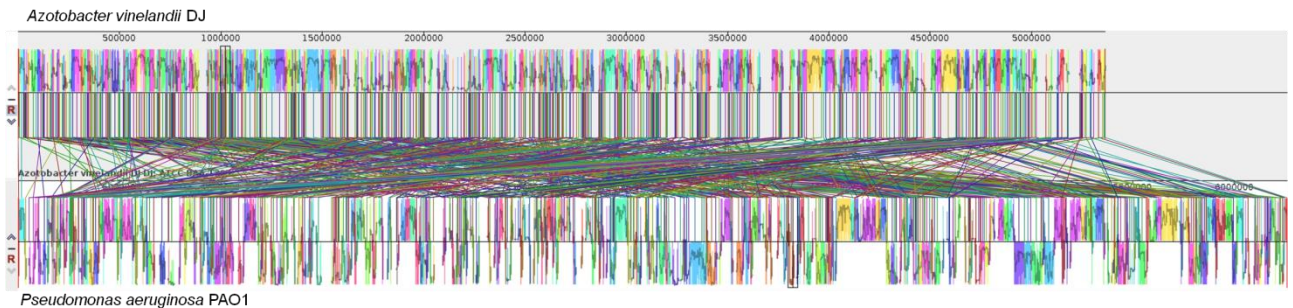 Azotobacter vinelandii DJ
500000 1000000 1500000 2000000 2500000 3000000 3500000 4000000 4500000 5000000
R
Azotobacter vinelandii DJ
6000000
R
Pseudomonas aeruginosa PAO1